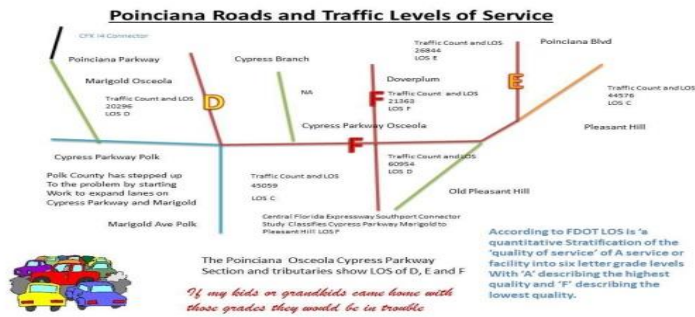 Poinciana Roads and Traffic Levels of Service
CFX I4 Connector
Poinciana Parkway
Marigold Osceola
Traffic Count and LOS
20296
LOS D
D
Cypress Branch
NA
Traffic Count and LOS
26844
LOS E
Doverplum
F
Traffic Count and LOS
21363
LOS F
E
Poinciana Blvd
Traffic Count and LOS
44576
LOS C
Pleasant Hill
Cypress Parkway Osceola
F
Cypress Parkway Polk
Polk County has stepped up
To the problem by starting
Work to expand lanes on
Cypress Parkway and Marigold
Marigold Ave Polk
Traffic Count and LOS
45059
LOS C
Traffic Count and LOS
60954
LOS D
Old Pleasant Hill
Central Florida Expressway Southport Connector
Study Classifies Cypress Parkway Marigold to
Pleasant Hill LOS F
According to FDOT LOS is 'a
quantitative Stratification of the
'quality of service' of A service or
facility into six letter grade levels
With 'A' describing the highest
quality and 'F' describing the
lowest quality.
The Poinciana Osceola Cypress Parkway
Section and tributaries show LOS of D, E and F
If my kids or grandkids came home with
those grades they would be in trouble